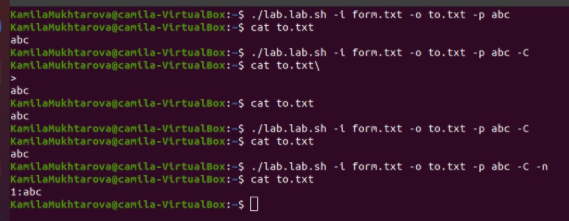 KamilaMukhtarova@camila-VirtualBox:~$ ./lab.lab.sh -i form.txt -o to.txt -p abc
KamilaMukhtarova@camila-VirtualBox:~$ cat to.txt
abc
KamilaMukhtarova@camila-VirtualBox:~$ ./lab.lab.sh -i form.txt -o to.txt -p abc -C
KamilaMukhtarova@camila-VirtualBox:~$ cat to.txt\
>
abc
KamilaMukhtarova@camila-VirtualBox:~$ cat to.txt
abc
KamilaMukhtarova@camila-VirtualBox:~$ ./lab.lab.sh -i form.txt -o to.txt -p abc -C
KamilaMukhtarova@camila-VirtualBox:~$ cat to.txt
abc
KamilaMukhtarova@camila-VirtualBox:~$ ./lab.lab.sh -i form.txt -o to.txt -p abc -C -n
KamilaMukhtarova@camila-VirtualBox:~$ cat to.txt
1:abc
KamilaMukhtarova@camila-VirtualBox:~$